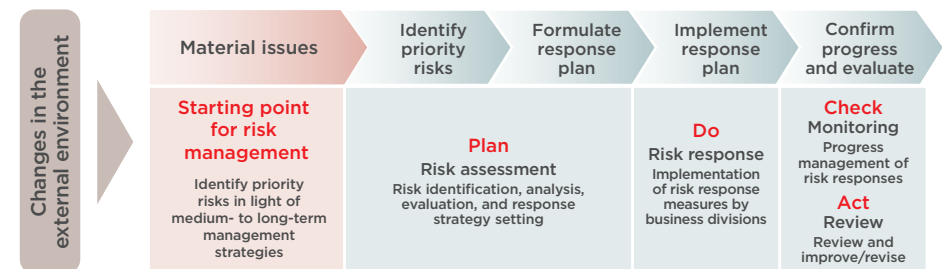 Changes in the
external environment
Material issues
Identify
priority
risks
Formulate
response
plan
Implement
response
plan
Confirm
progress
and evaluate
Starting point
for risk
management
Identify priority
risks in light of
medium- to long-term
management
strategies
Plan
Risk assessment
Risk identification, analysis,
evaluation, and response
strategy setting
Do
Risk response
Implementation
of risk response
measures by
business divisions
Check
Monitoring
Progress
management of
risk responses
Act
Review
Review and
improve/revise